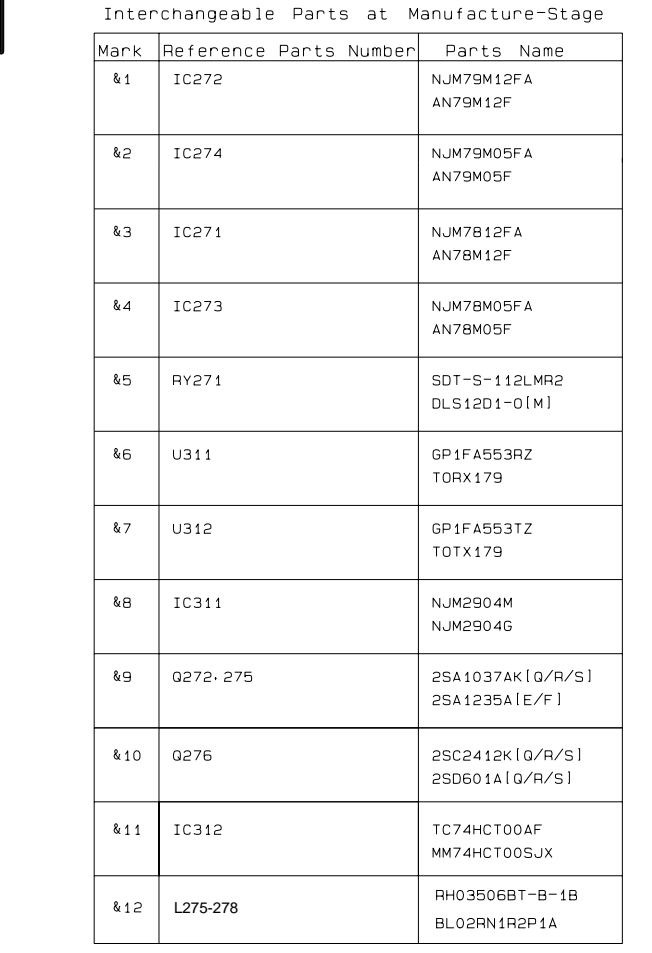 Interchangeable Parts at Manufacture-Stage
Mark Reference Parts Number Parts Name
&1 IC272 NJM79M12FA
AN79M12F
&2 IC274 NJM79M05FA
AN79M05F
&3 IC271 NJM7812FA
AN78M12F
&4 IC273 NJM78M05FA
AN78M05F
&5 RY271 SDT-S-112LMR2
DLS12D1-O[M]
&6 U311 GP1FA553RZ
TORX179
&7 U312 GP1FA553TZ
TOTX179
&8 IC311 NJM2904M
NJM2904G
&9 Q272, 275 2SA1037AK[Q/R/S]
2SA1235A[E/F]
&10 Q276 2SC2412K[Q/R/S]
2SD601A[Q/R/S]
&11 IC312 TC74HCT00AF
MM74HCT00SJX
&12 L275-278 RH03506BT-B-1B
BL02RN1R2P1A